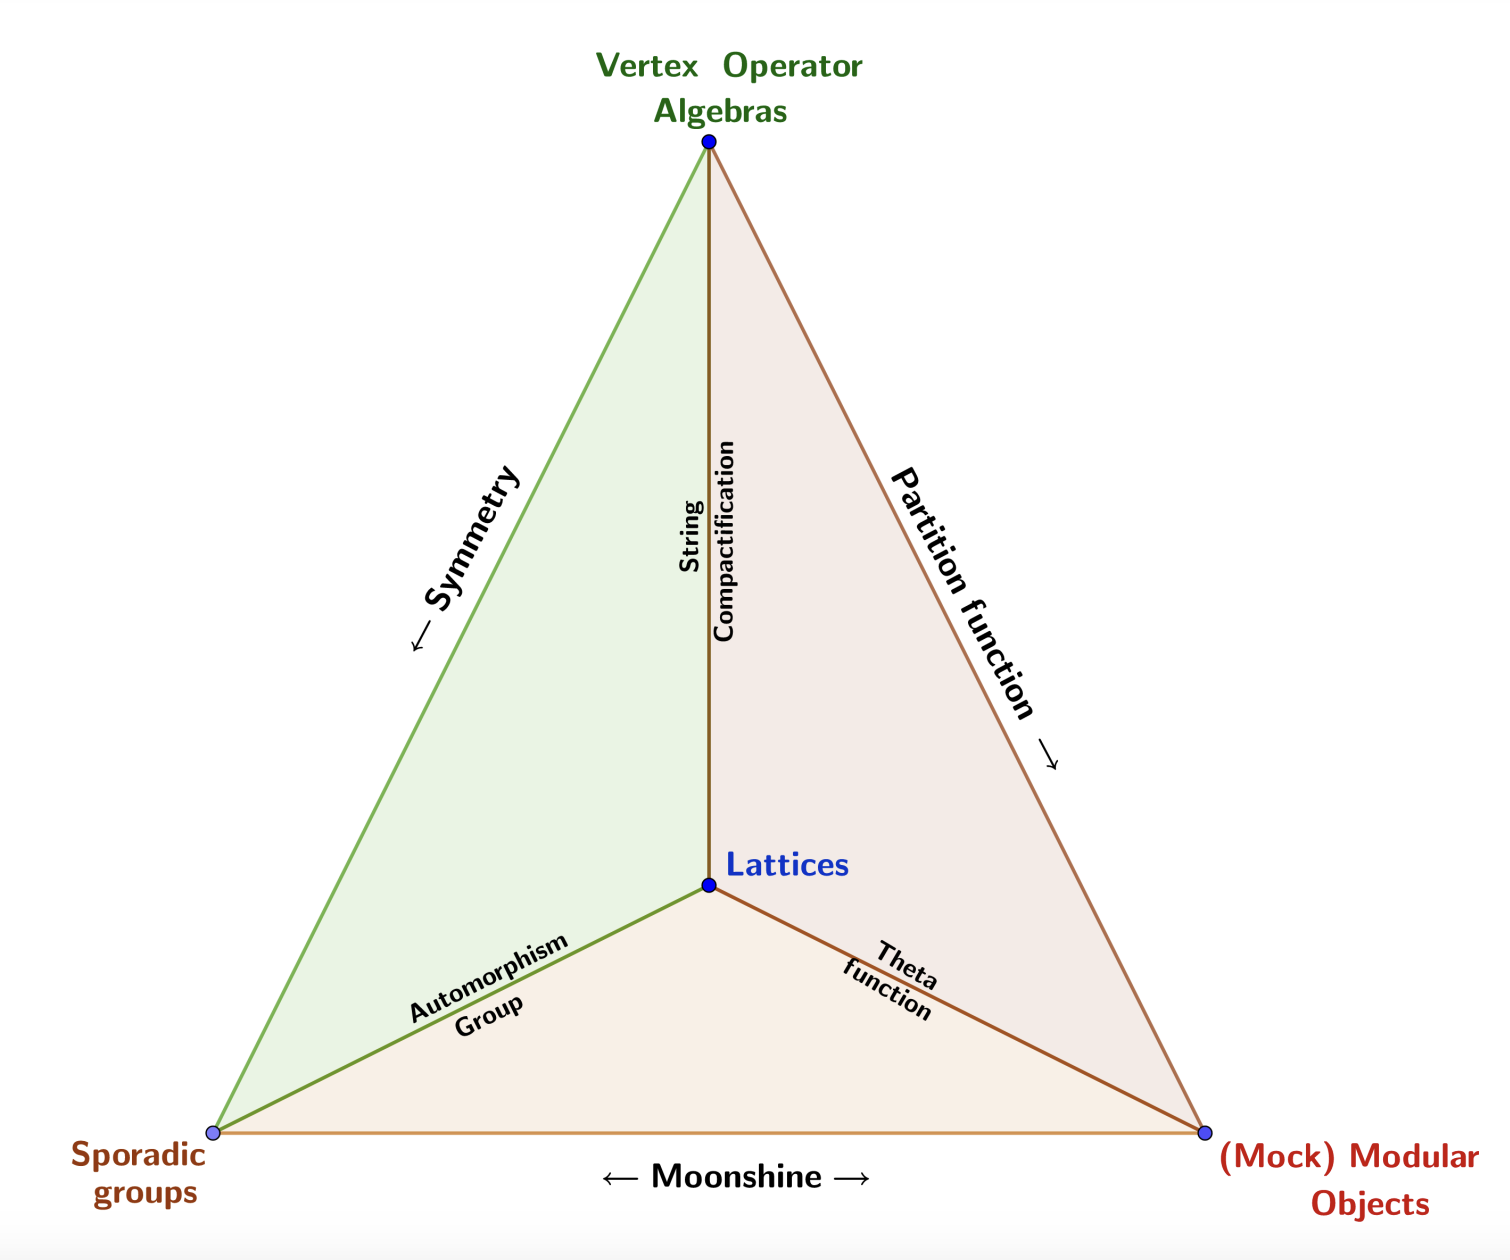 Vertex Operator
Algebras
← Symmetry
String
Compactification
Partition function →
Lattices
Automorphism
Group
Theta
function
Sporadic
groups
← Moonshine →
(Mock) Modular
Objects